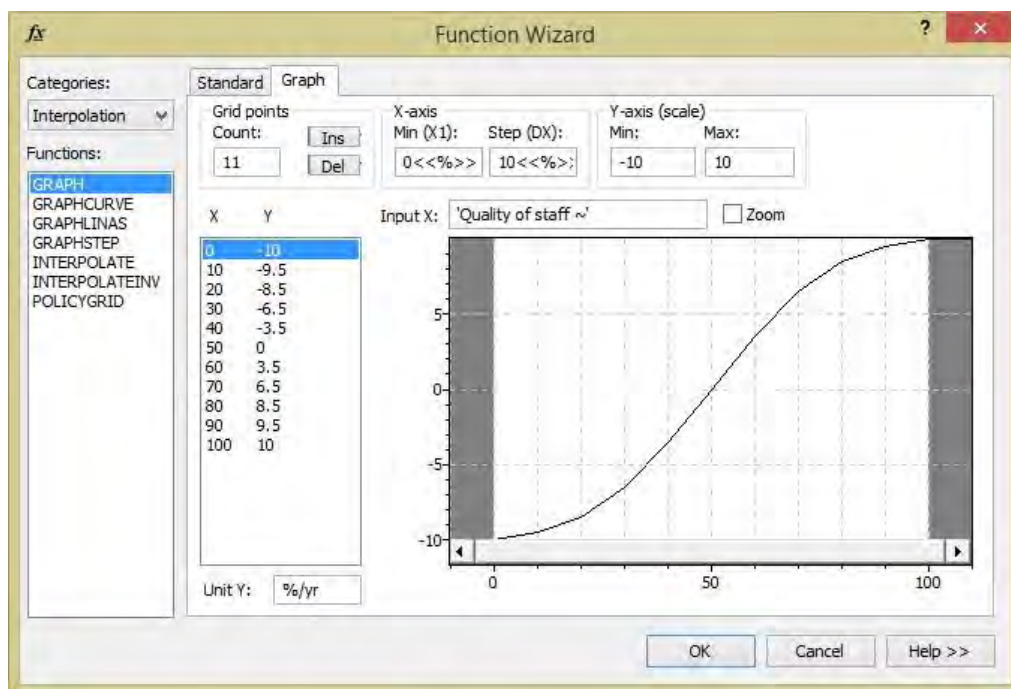 fx Function Wizard ? ×
Categories:
Interpolation
Functions:
GRAPH
GRAPHCURVE
GRAPHLINAS
GRAPHSTEP
INTERPOLATE
INTERPOLATEINV
POLICYGRID
Standard Graph
Grid points
Count:
11
Ins
Del
X-axis
Min (X1): Step (DX):
0<<%>> 10<<%>:
Y-axis (scale)
Min: Max:
-10 10
X Y
0 -10
10 -9.5
20 -8.5
30 -6.5
40 -3.5
50 0
60 3.5
70 6.5
80 8.5
90 9.5
100 10
Unit Y: %/yr
Input X: 'Quality of staff ~' Zoom
5
0
-5
-10
0 50 100
OK Cancel Help >>